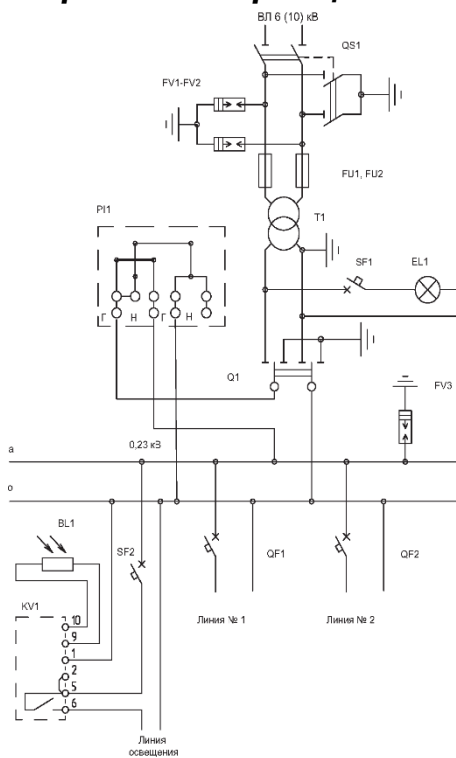 ВЛ 6 (10) кВ
QS1
FV1-FV2
FU1, FU2
T1
PI1
SF1
EL1
Г Н Г Н
Q1
FV3
а
0,23 кВ
о
BL1
SF2
QF1
QF2
KV1
10
9
1
2
5
6
Линия № 1
Линия № 2
Линия
освещения